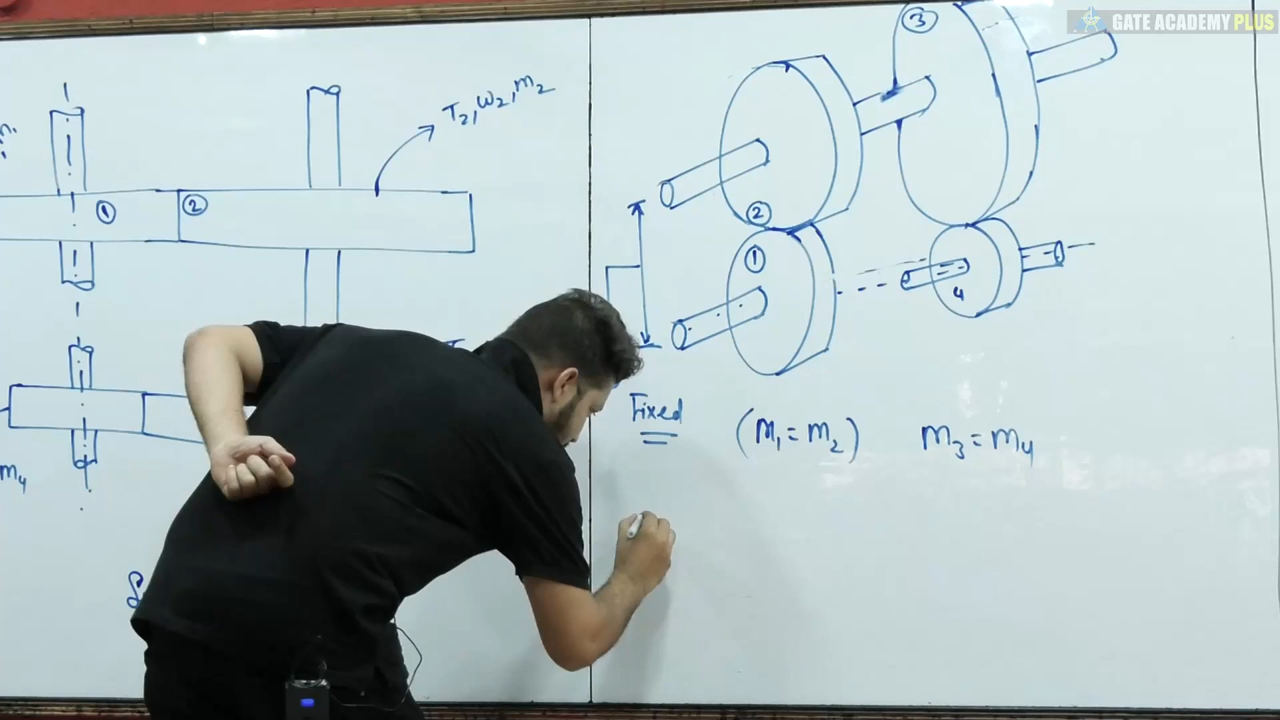 GATE ACADEMY PLUS
T2, ω2, m2
①
②
③
②
①
4
Fixed
(m1 = m2)
m3 = m4
m4